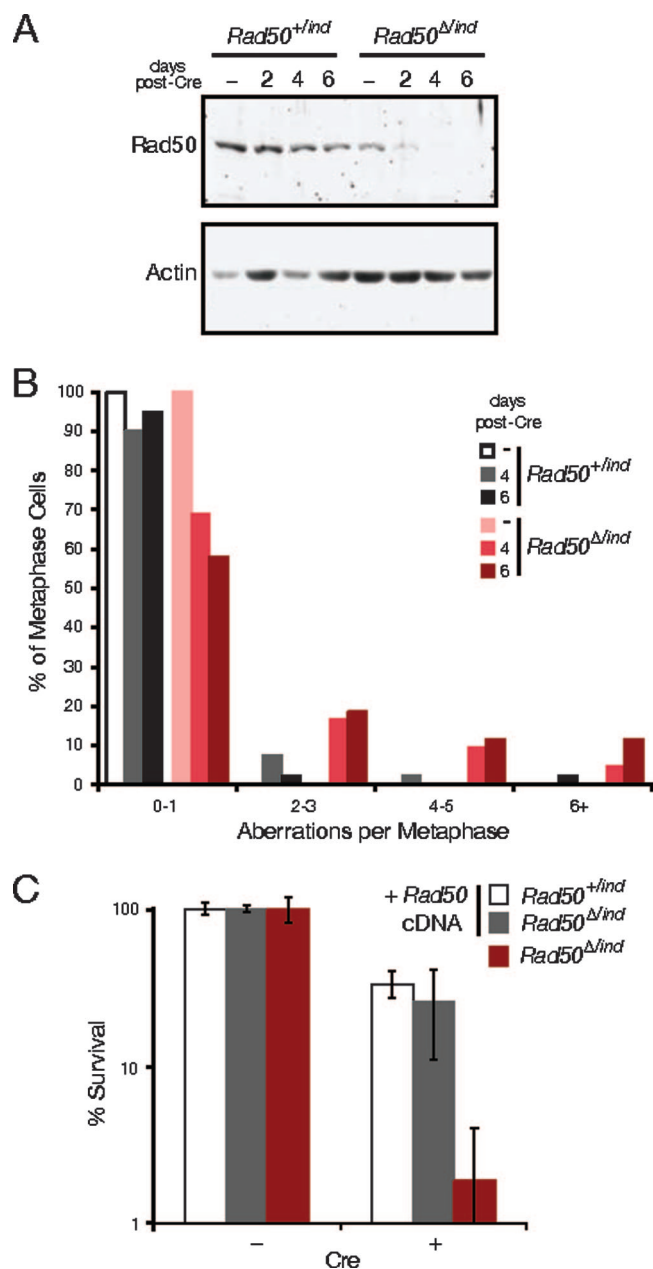 A
Rad50+/ind Rad50Δ/ind
days post-Cre – 2 4 6 – 2 4 6
Rad50
Actin
B
100
90
80
70
60
50
40
30
20
10
0
% of Metaphase Cells
days post-Cre
-
4 Rad50+/ind
6
-
4 Rad50Δ/ind
6
0-1 2-3 4-5 6+
Aberrations per Metaphase
C
+ Rad50 cDNA Rad50+/ind
Rad50Δ/ind
Rad50Δ/ind
100
10
1
% Survival
– +
Cre